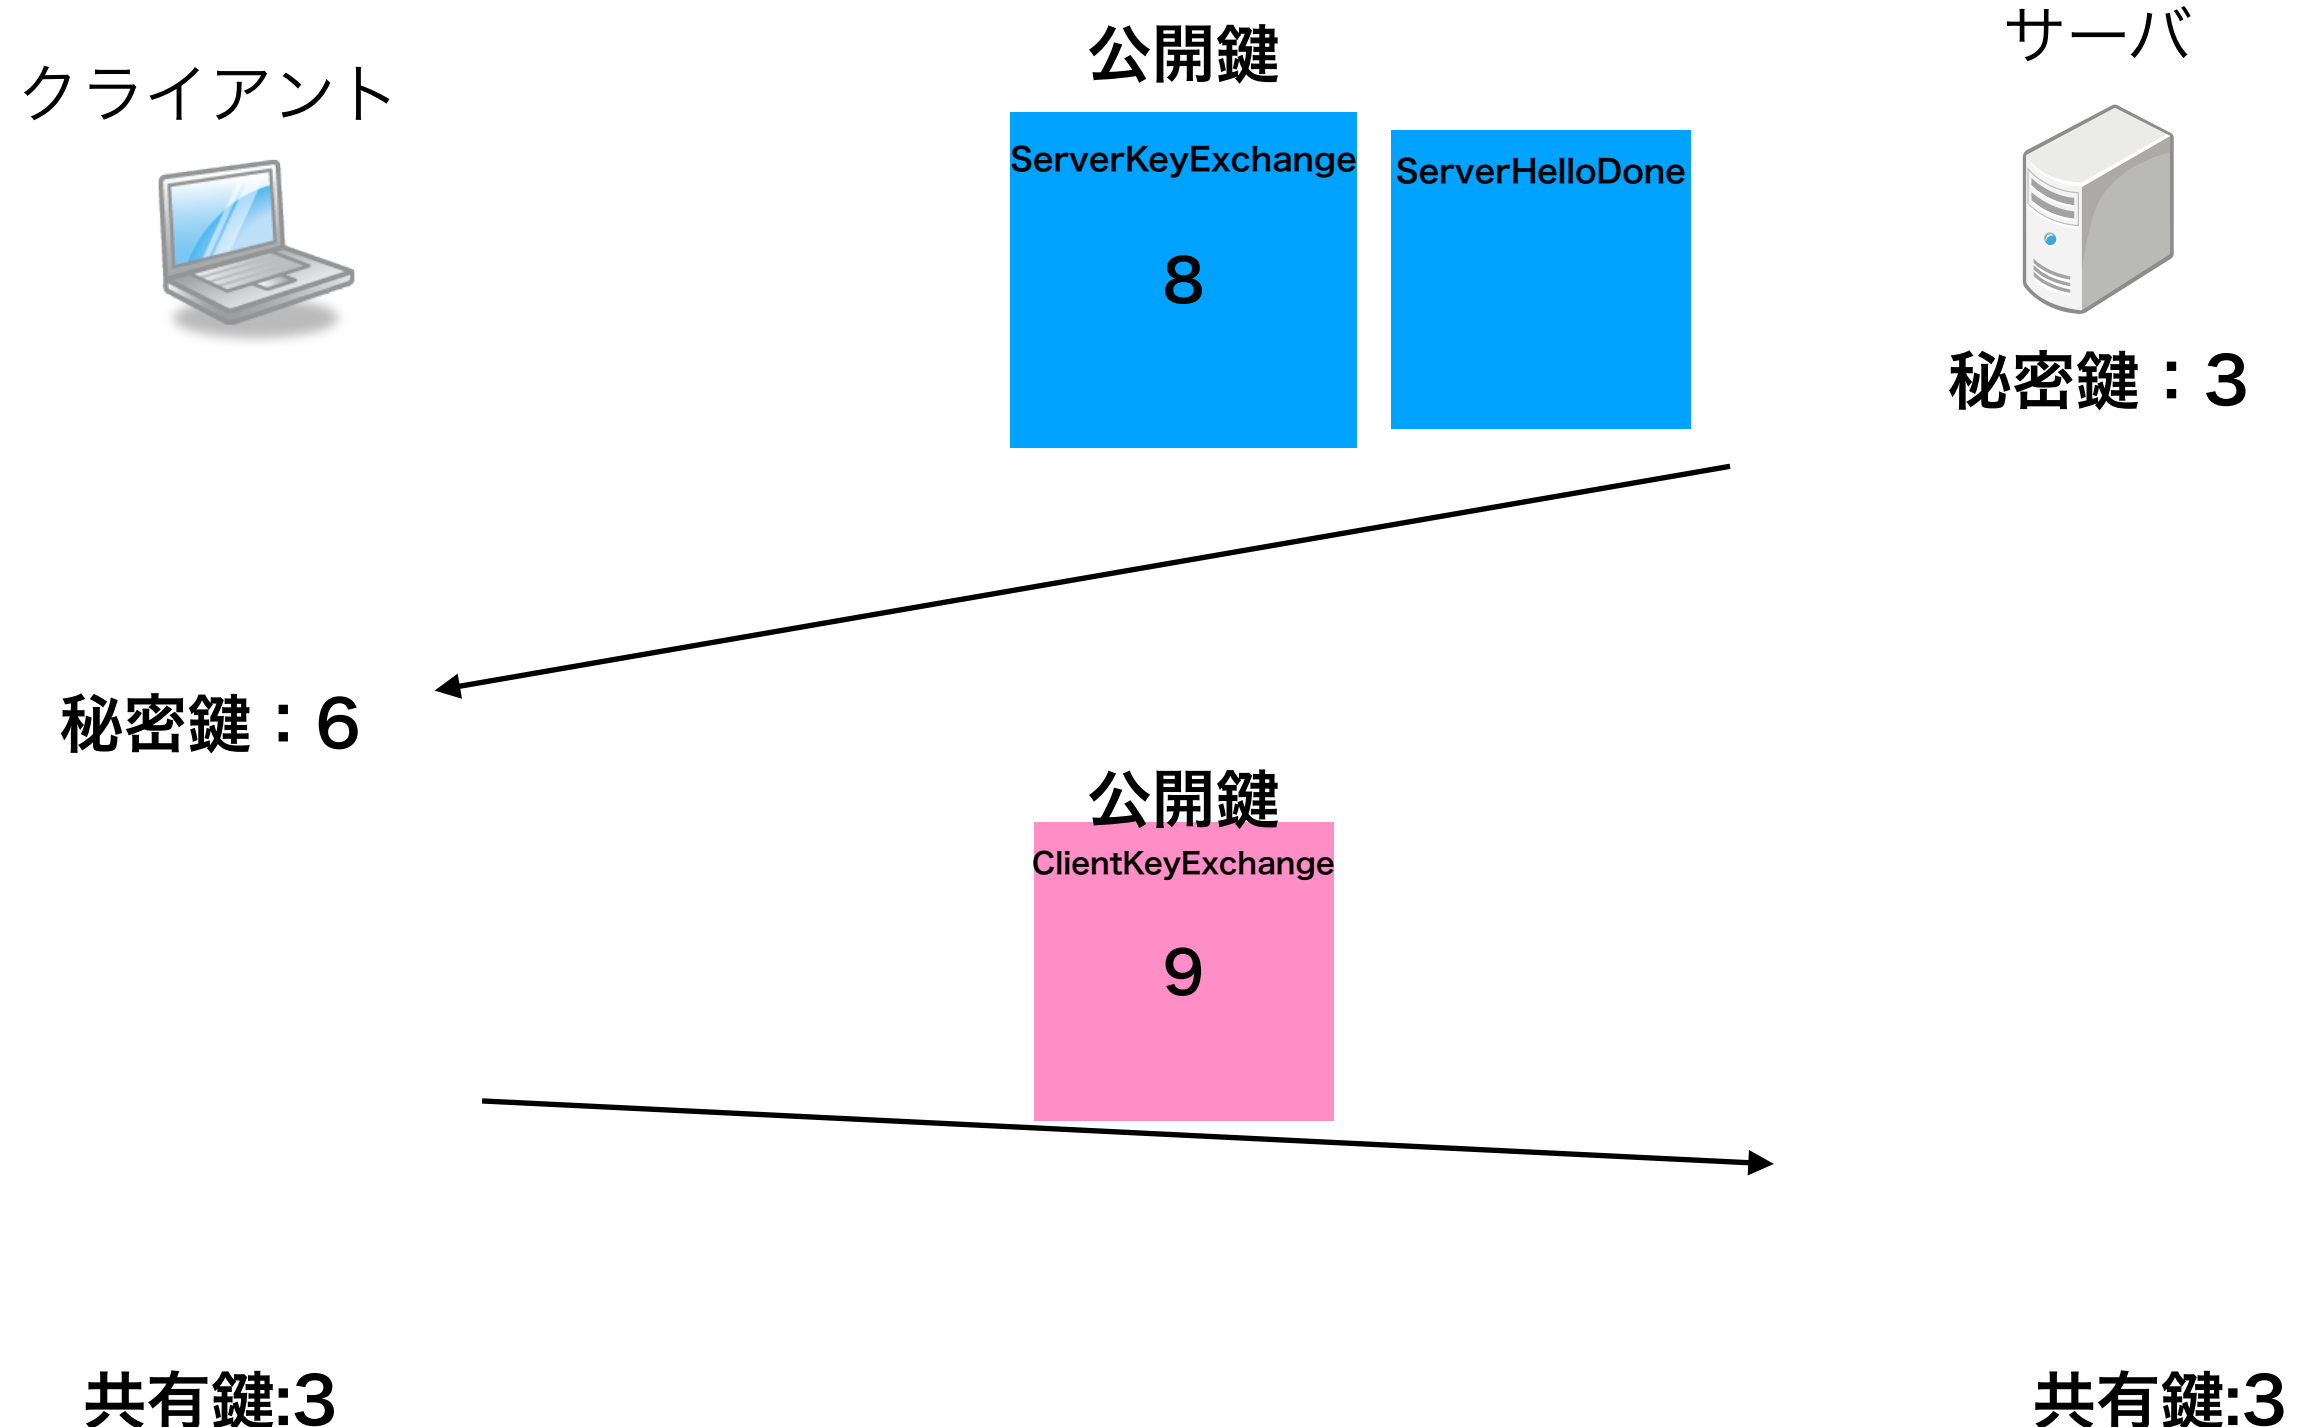 クライアント
公開鍵
サーバ
ServerKeyExchange
8
ServerHelloDone
秘密鍵：3
秘密鍵：6
公開鍵
ClientKeyExchange
9
共有鍵:3
共有鍵:3